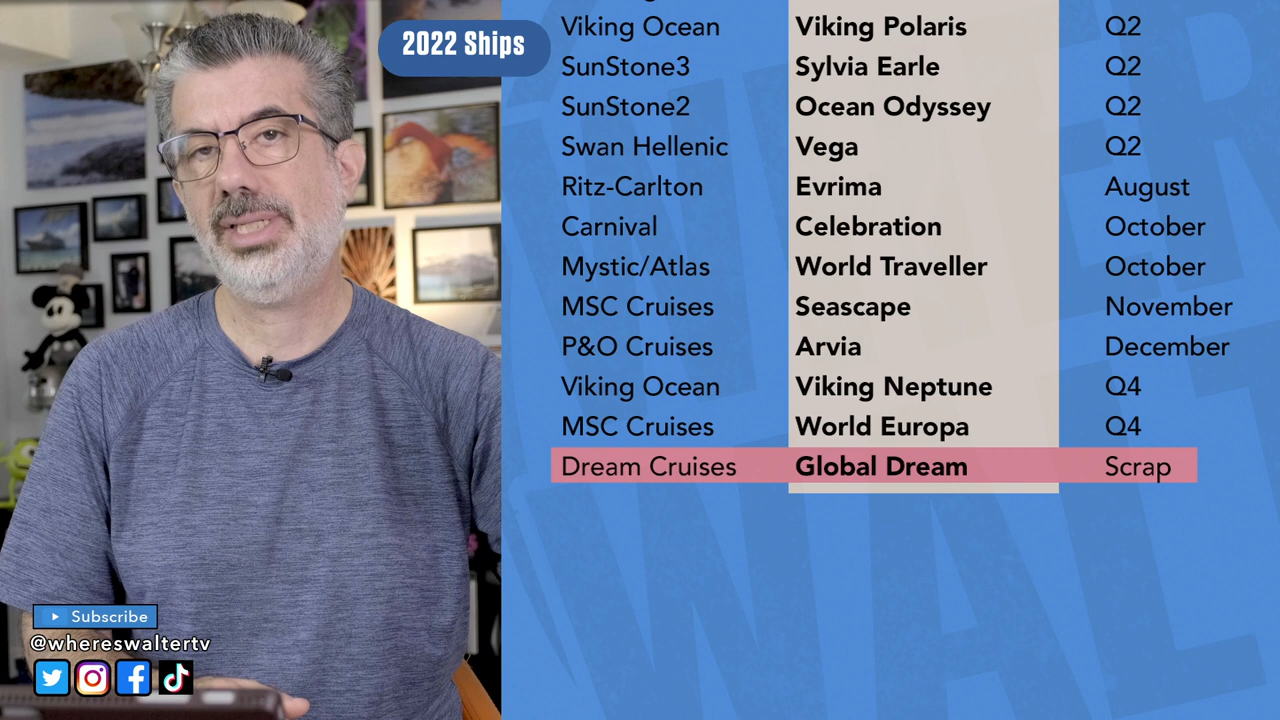 2022 Ships
Viking Ocean Viking Polaris Q2
SunStone3 Sylvia Earle Q2
SunStone2 Ocean Odyssey Q2
Swan Hellenic Vega Q2
Ritz-Carlton Evrima August
Carnival Celebration October
Mystic/Atlas World Traveller October
MSC Cruises Seascape November
P&O Cruises Arvia December
Viking Ocean Viking Neptune Q4
MSC Cruises World Europa Q4
Dream Cruises Global Dream Scrap
Subscribe
@whereswaltertv